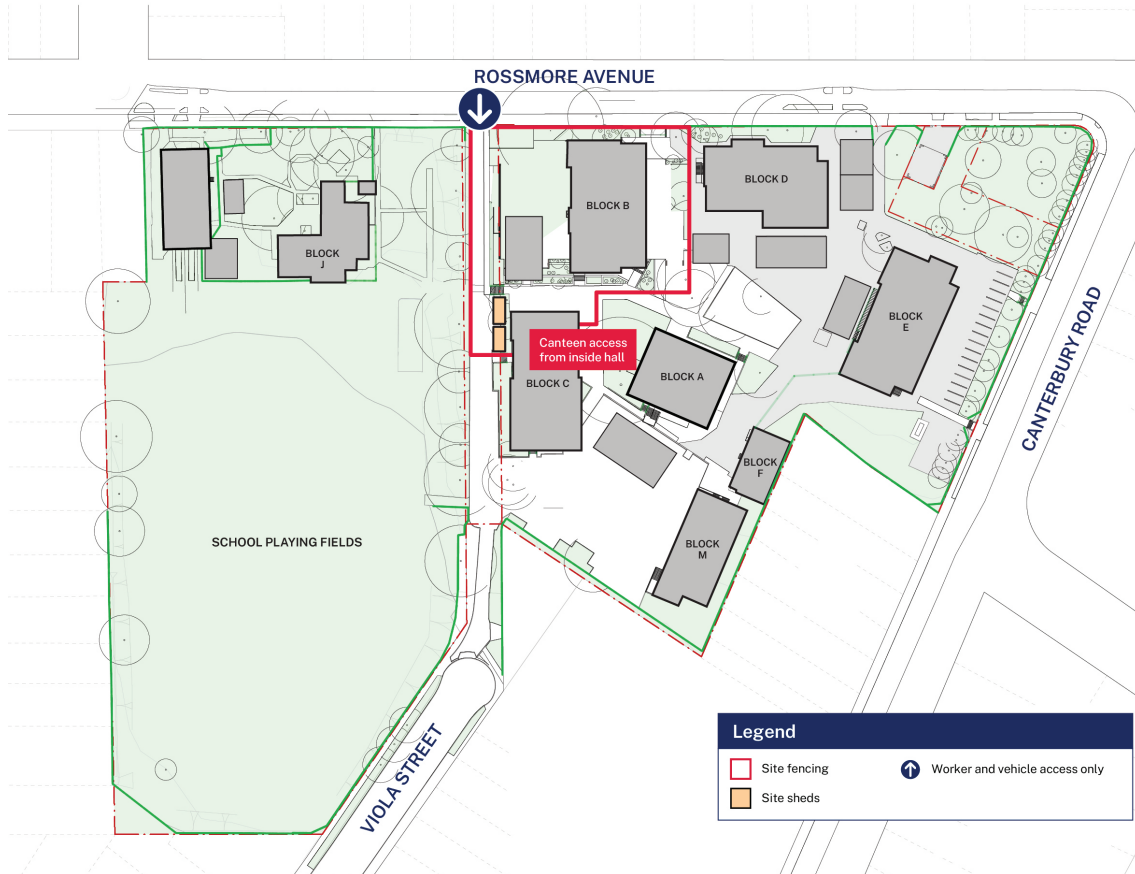 ROSSMORE AVENUE
BLOCK D
BLOCK B
BLOCK
J
BLOCK
E
Canteen access
from inside hall
BLOCK A
BLOCK C
CANTERBURY ROAD
BLOCK
F
SCHOOL PLAYING FIELDS
BLOCK
M
VIOLA STREET
Legend
Site fencing
Worker and vehicle access only
Site sheds